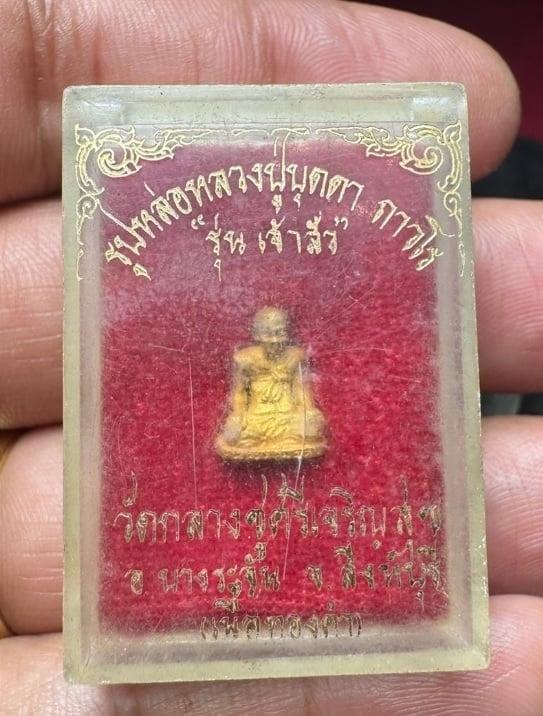 รูปหล่อหลวงปู่บุดดา ถาวโร
"รุ่น เจ้าสัว"
วัดกลางชูศรีเจริญสุข
อ บางระจัน จ. สิงห์บุรี
เนื้อทองคำ